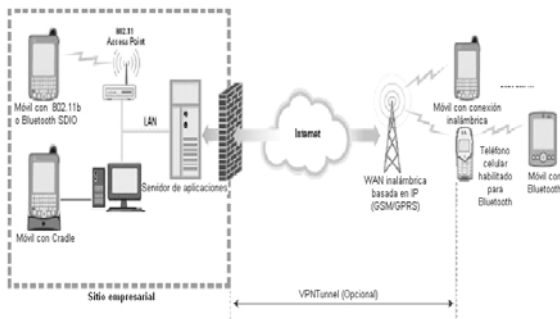 802.11
Access Point
Móvil con 802.11b
o Bluetooth SDIO
LAN
Servidor de aplicaciones
Móvil con Cradle
Sitio empresarial
Internet
WAN inalámbrica
basada en IP
(GSM/GPRS)
Móvil con conexión
inalámbrica
Teléfono
celular
habilitado
para
Bluetooth
Móvil con
Bluetooth
VPNTunnel (Opcional)